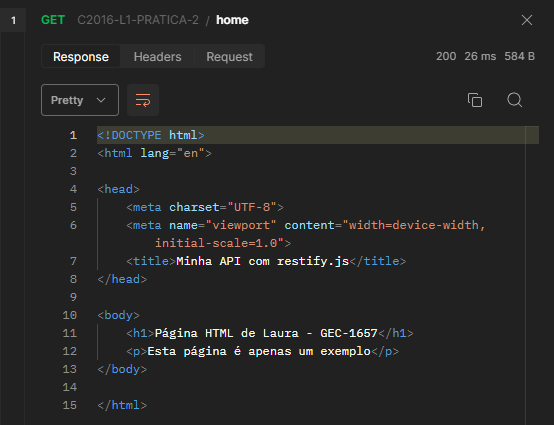 1 GET C2016-L1-PRATICA-2 / home
Response Headers Request 200 26 ms 584 B
Pretty
1 <!DOCTYPE html>
2 <html lang="en">
3
4 <head>
5 <meta charset="UTF-8">
6 <meta name="viewport" content="width=device-width,
initial-scale=1.0">
7 <title>Minha API com restify.js</title>
8 </head>
9
10 <body>
11 <h1>Página HTML de Laura - GEC-1657</h1>
12 <p>Esta página é apenas um exemplo</p>
13 </body>
14
15 </html>